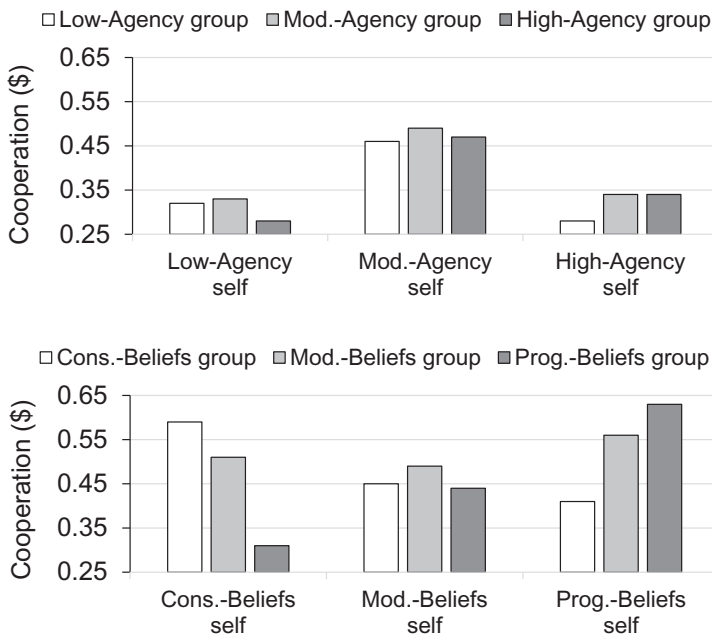 Low-Agency group Mod.-Agency group High-Agency group
Cooperation ($)
0.65
0.55
0.45
0.35
0.25
Low-Agency self
Mod.-Agency self
High-Agency self
Cons.-Beliefs group Mod.-Beliefs group Prog.-Beliefs group
Cooperation ($)
0.65
0.55
0.45
0.35
0.25
Cons.-Beliefs self
Mod.-Beliefs self
Prog.-Beliefs self